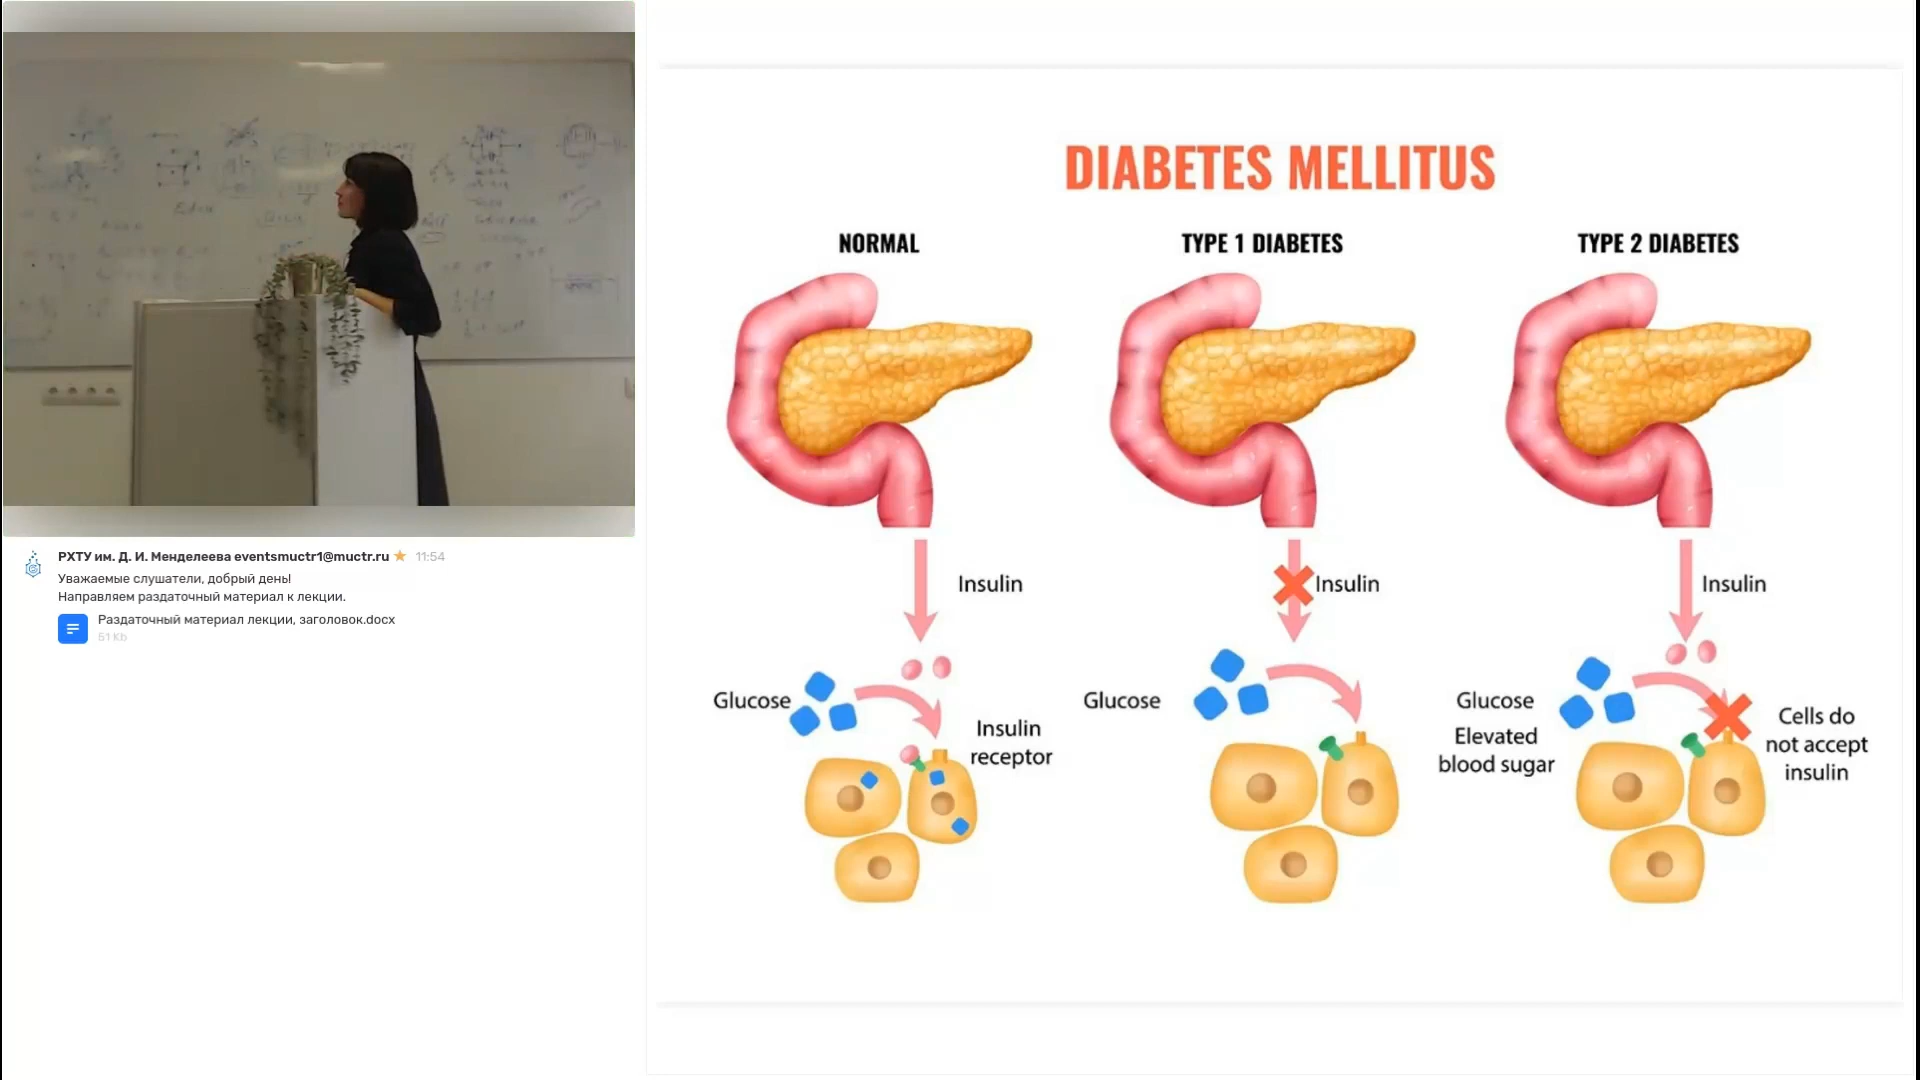 РХТУ им. Д. И. Менделеева eventsmuctr1@muctr.ru 11:54
Уважаемые слушатели, добрый день!
Направляем раздаточный материал к лекции.
Раздаточный материал лекции, заголовок.docx
51 Kb
DIABETES MELLITUS
NORMAL
Insulin
Glucose
Insulin
receptor
TYPE 1 DIABETES
Insulin
Glucose
TYPE 2 DIABETES
Insulin
Glucose
Elevated
blood sugar
Cells do
not accept
insulin